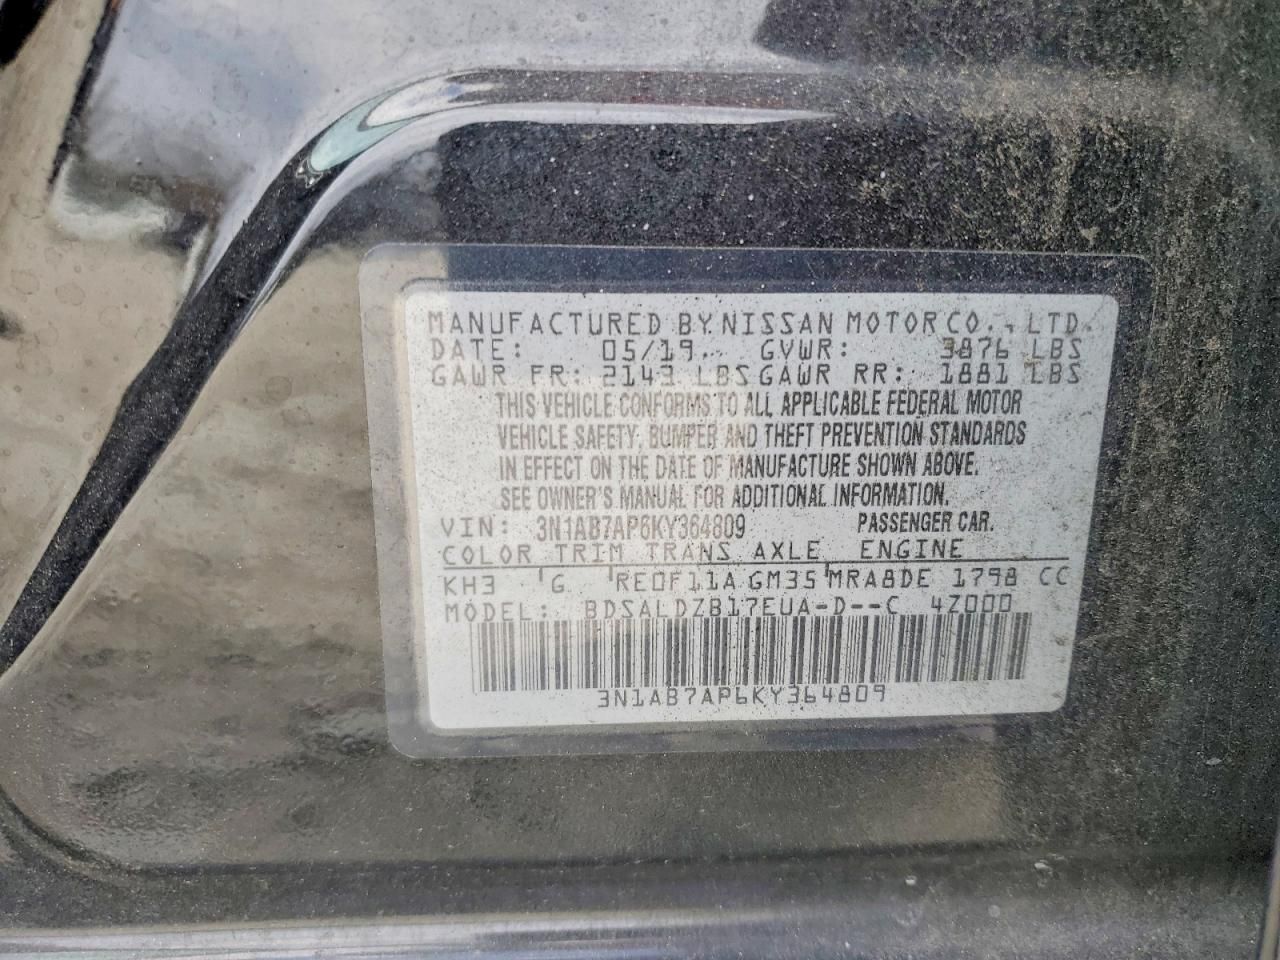 MANUFACTURED BY NISSAN MOTOR CO., LTD.
DATE: 05/19 GVWR: 3876 LBS
GAWR FR: 2143 LBS GAWR RR: 1881 LBS
THIS VEHICLE CONFORMS TO ALL APPLICABLE FEDERAL MOTOR
VEHICLE SAFETY, BUMPER AND THEFT PREVENTION STANDARDS
IN EFFECT ON THE DATE OF MANUFACTURE SHOWN ABOVE.
SEE OWNER'S MANUAL FOR ADDITIONAL INFORMATION.
VIN: 3N1AB7AP6KY364809 PASSENGER CAR.
COLOR TRIM TRANS AXLE ENGINE
KH3 G RE0F11A GM35 MRA8DE 1798 CC
MODEL: BDSALDZB17EUA-D--C 4Z000
3N1AB7AP6KY364809